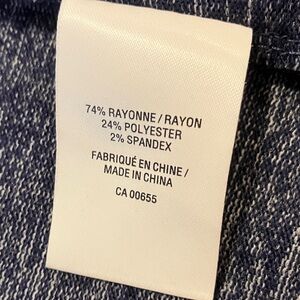 74% RAYONNE / RAYON
24% POLYESTER
2% SPANDEX
FABRIQUÉ EN CHINE /
MADE IN CHINA
CA 00655